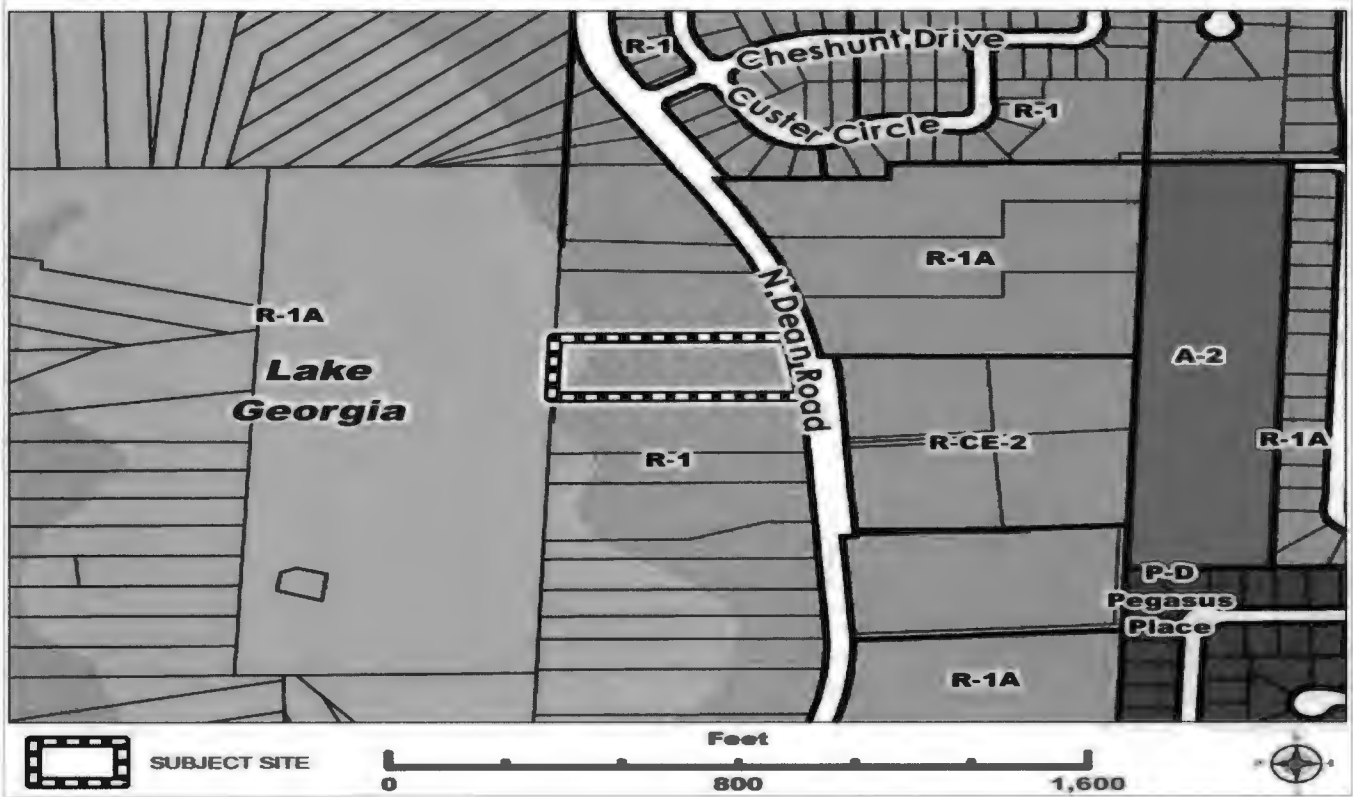 R-1
Cheshunt Drive
Custer Circle
R-1
R-1A
N Dean Road
R-1A
Lake
Georgia
A-2
R-1
R-CE-2
R-1A
P-D
Pegasus
Place
R-1A
SUBJECT SITE
Feet
0 800 1,600